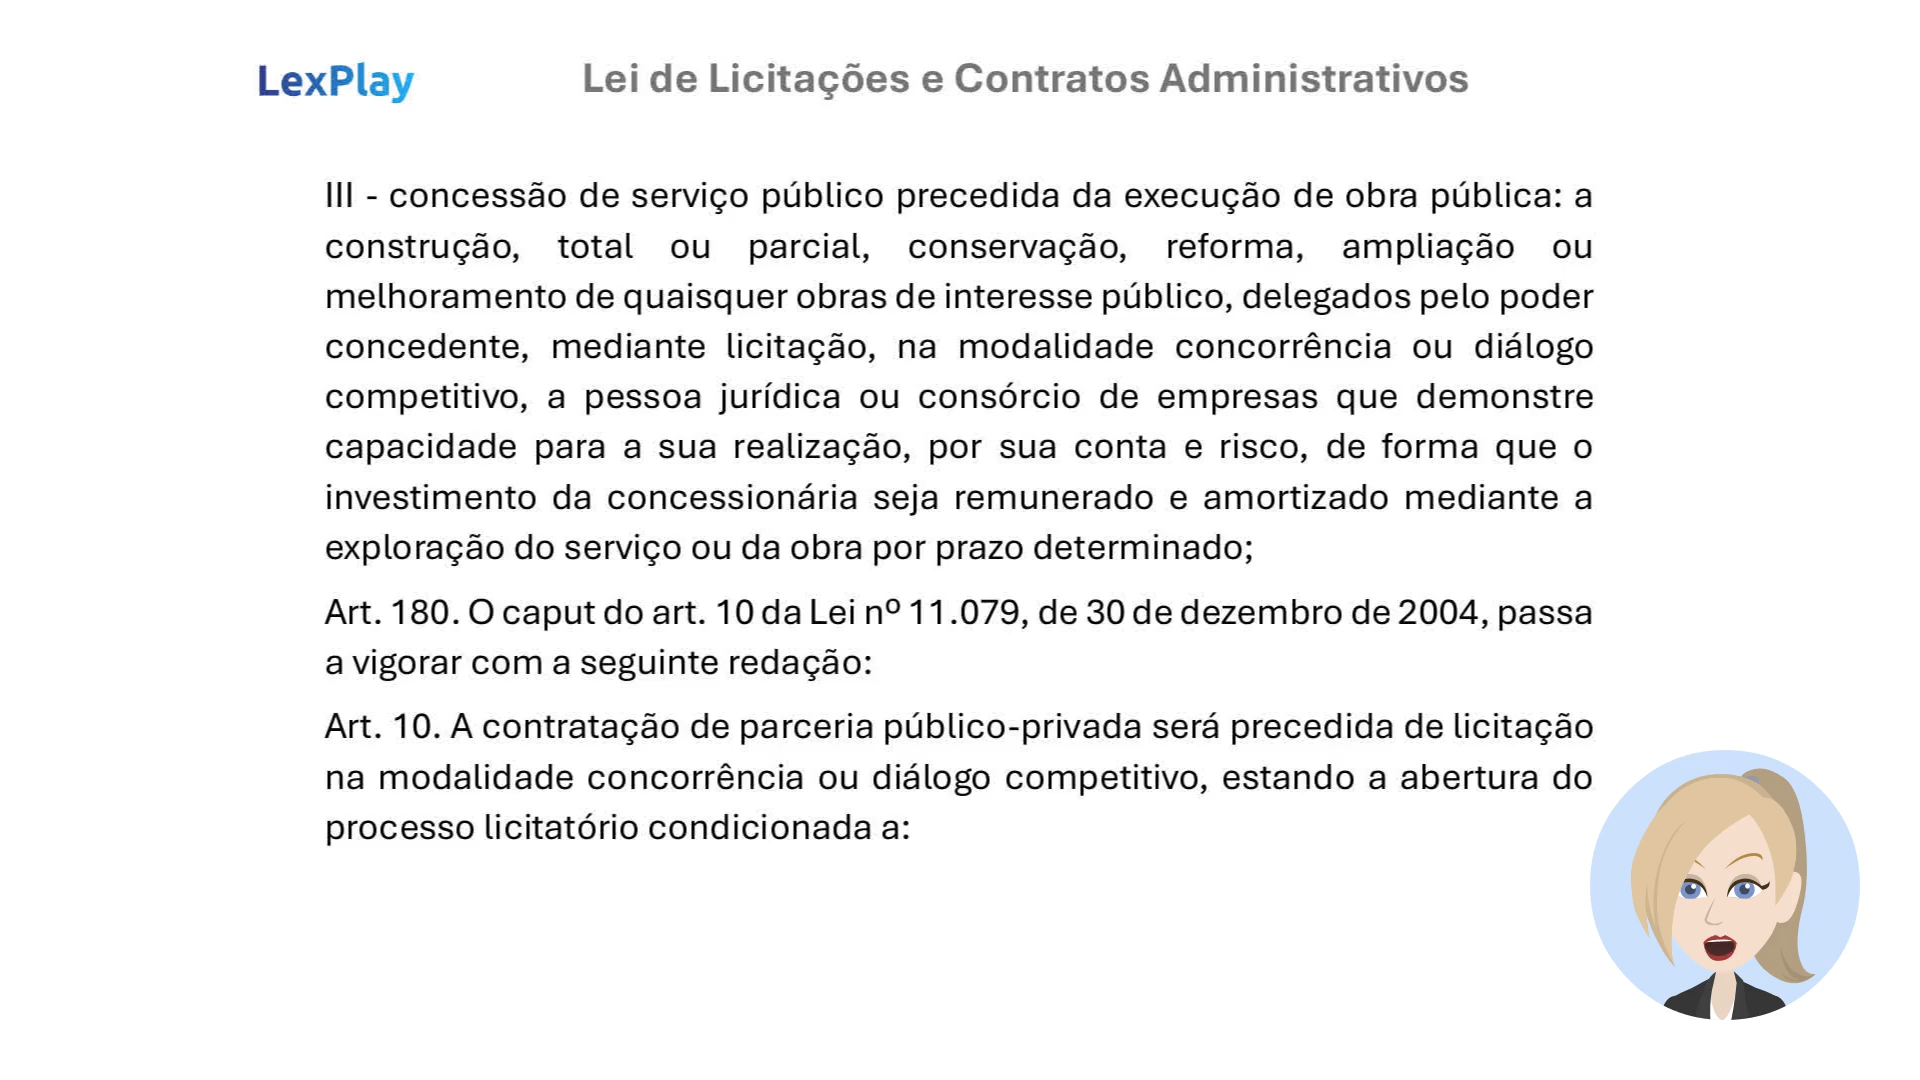 LexPlay
Lei de Licitações e Contratos Administrativos
III - concessão de serviço público precedida da execução de obra pública: a
construção, total ou parcial, conservação, reforma, ampliação ou
melhoramento de quaisquer obras de interesse público, delegados pelo poder
concedente, mediante licitação, na modalidade concorrência ou diálogo
competitivo, a pessoa jurídica ou consórcio de empresas que demonstre
capacidade para a sua realização, por sua conta e risco, de forma que o
investimento da concessionária seja remunerado e amortizado mediante a
exploração do serviço ou da obra por prazo determinado;
Art. 180. O caput do art. 10 da Lei nº 11.079, de 30 de dezembro de 2004, passa
a vigorar com a seguinte redação:
Art. 10. A contratação de parceria público-privada será precedida de licitação
na modalidade concorrência ou diálogo competitivo, estando a abertura do
processo licitatório condicionada a: